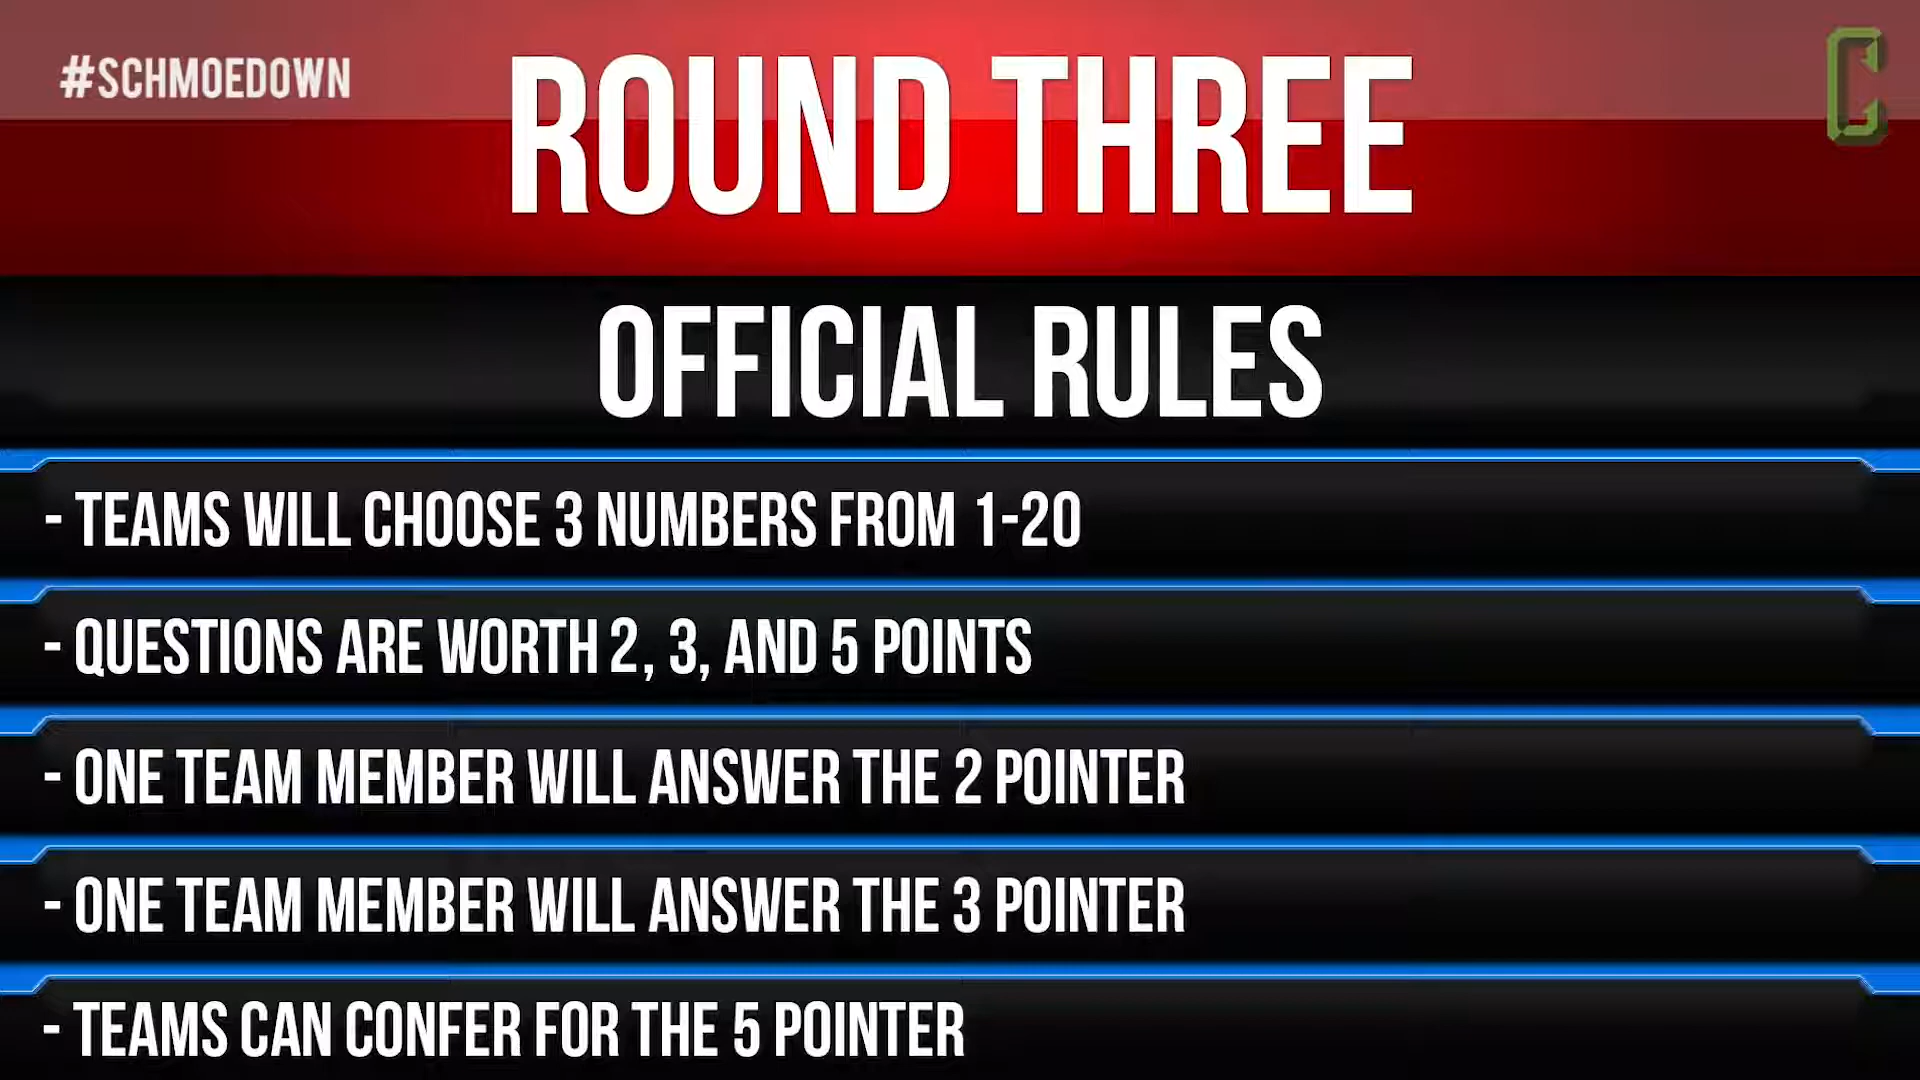 #SCHMOEDOWN
ROUND THREE
OFFICIAL RULES
- TEAMS WILL CHOOSE 3 NUMBERS FROM 1-20
- QUESTIONS ARE WORTH 2, 3, AND 5 POINTS
- ONE TEAM MEMBER WILL ANSWER THE 2 POINTER
- ONE TEAM MEMBER WILL ANSWER THE 3 POINTER
- TEAMS CAN CONFER FOR THE 5 POINTER